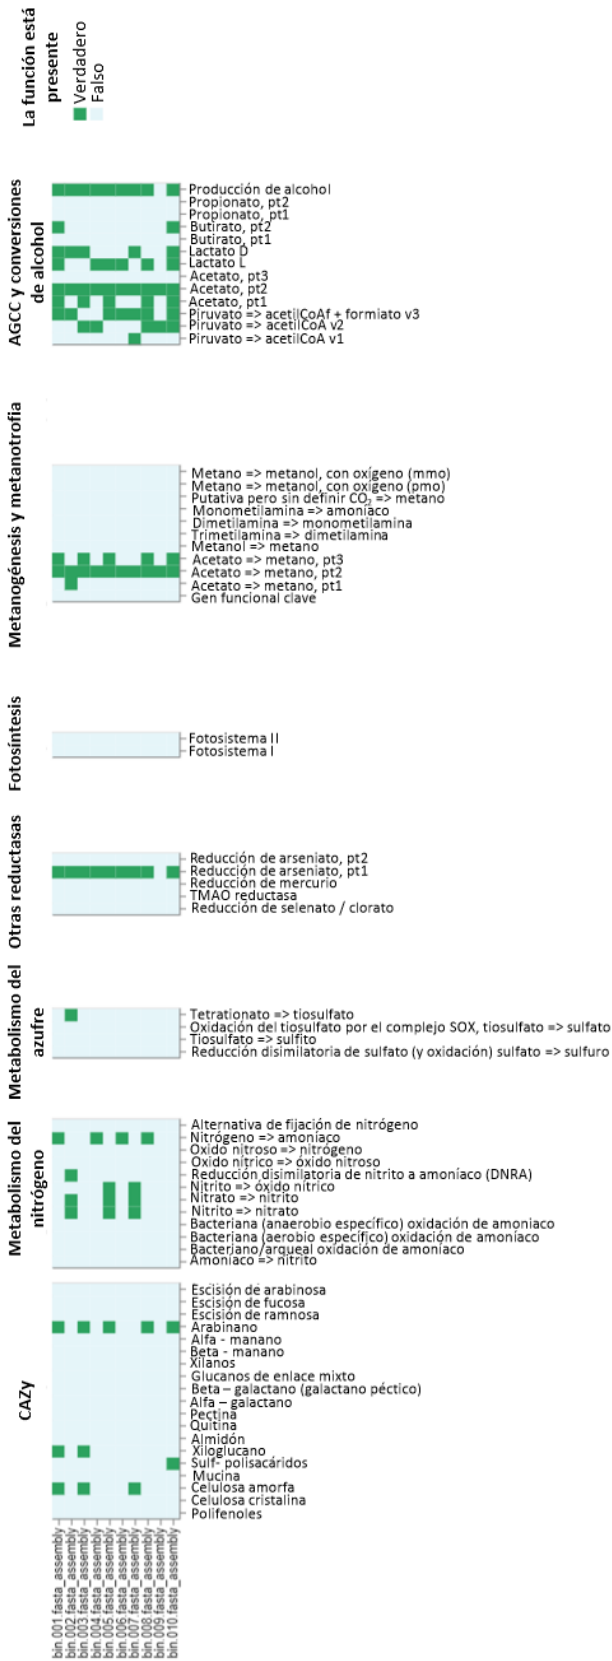 La función está
presente
Verdadero
Falso
AGCC y conversiones
de alcohol
Producción de alcohol
Propionato, pt2
Propionato, pt1
Butirato, pt2
Butirato, pt1
Lactato D
Lactato L
Acetato, pt3
Acetato, pt2
Acetato, pt1
Piruvato => acetilCoAf + formiato v3
Piruvato => acetilCoA v2
Piruvato => acetilCoA v1
Metanogénesis y metanotrofia
Metano => metanol, con oxígeno (mmo)
Metano => metanol, con oxígeno (pmo)
Putativa pero sin definir CO₂ => metano
Monometilamina => amoníaco
Dimetilamina => monometilamina
Trimetilamina => dimetilamina
Metanol => metano
Acetato => metano, pt3
Acetato => metano, pt2
Acetato => metano, pt1
Gen funcional clave
Fotosíntesis
Fotosistema II
Fotosistema I
Otras reductasas
Reducción de arseniato, pt2
Reducción de arseniato, pt1
Reducción de mercurio
TMAO reductasa
Reducción de selenato / clorato
Metabolismo del
azufre
Tetrationato => tiosulfato
Oxidación del tiosulfato por el complejo SOX, tiosulfato => sulfato
Tiosulfato => sulfito
Reducción disimilatoria de sulfato (y oxidación) sulfato => sulfuro
Metabolismo del
nitrógeno
Alternativa de fijación de nitrógeno
Nitrógeno => amoníaco
Oxido nitroso => nitrógeno
Oxido nítrico => óxido nitroso
Reducción disimilatoria de nitrito a amoníaco (DNRA)
Nitrito => óxido nítrico
Nitrato => nitrito
Nitrito => nitrato
Bacteriana (anaerobio específico) oxidación de amoniaco
Bacteriana (aerobio específico) oxidación de amoníaco
Bacteriano/arqueal oxidación de amoníaco
Amoníaco => nitrito
CAZy
Escisión de arabinosa
Escisión de fucosa
Escisión de ramnosa
Arabinano
Alfa - manano
Beta - manano
Xilanos
Glucanos de enlace mixto
Beta – galactano (galactano péctico)
Alfa – galactano
Pectina
Quitina
Almidón
Xiloglucano
Sulf- polisacáridos
Mucina
Celulosa amorfa
Celulosa cristalina
Polifenoles
bin.001.fasta_assembly
bin.002.fasta_assembly
bin.003.fasta_assembly
bin.004.fasta_assembly
bin.005.fasta_assembly
bin.006.fasta_assembly
bin.007.fasta_assembly
bin.008.fasta_assembly
bin.009.fasta_assembly
bin.010.fasta_assembly